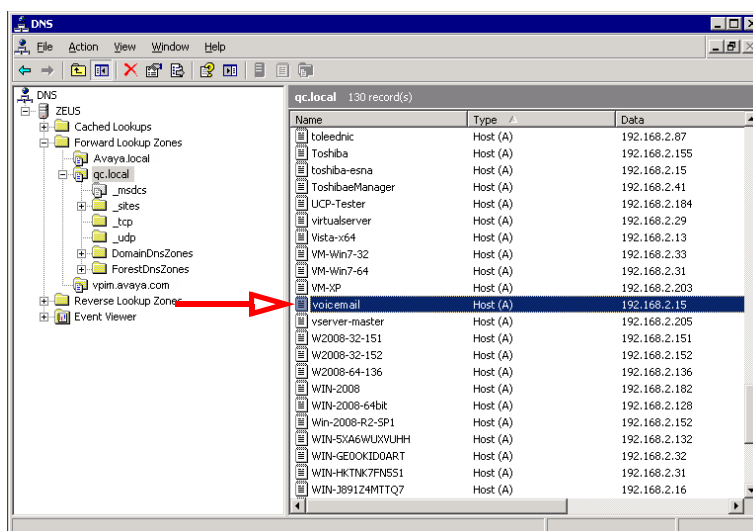 DNS
File Action View Window Help
DNS
ZEUS
Cached Lookups
Forward Lookup Zones
Avaya.local
qc.local
_msdcs
_sites
_tcp
_udp
DomainDnsZones
ForestDnsZones
vpim.avaya.com
Reverse Lookup Zones
Event Viewer
qc.local 130 record(s)
Name Type Data
toleednic Host (A) 192.168.2.87
Toshiba Host (A) 192.168.2.155
toshiba-esna Host (A) 192.168.2.15
ToshibaeManager Host (A) 192.168.2.41
UCP-Tester Host (A) 192.168.2.184
virtualserver Host (A) 192.168.2.29
Vista-x64 Host (A) 192.168.2.13
VM-Win7-32 Host (A) 192.168.2.33
VM-Win7-64 Host (A) 192.168.2.31
VM-XP Host (A) 192.168.2.203
voicemail Host (A) 192.168.2.15
vserver-master Host (A) 192.168.2.205
W2008-32-151 Host (A) 192.168.2.151
W2008-32-152 Host (A) 192.168.2.152
W2008-64-136 Host (A) 192.168.2.136
WIN-2008 Host (A) 192.168.2.182
WIN-2008-64bit Host (A) 192.168.2.128
Win-2008-R2-SP1 Host (A) 192.168.2.152
WIN-5XA6WUXVUHH Host (A) 192.168.2.132
WIN-GE0OKID0ART Host (A) 192.168.2.32
WIN-HKTNK7FN5S1 Host (A) 192.168.2.31
WIN-J891Z4MTTQ7 Host (A) 192.168.2.16